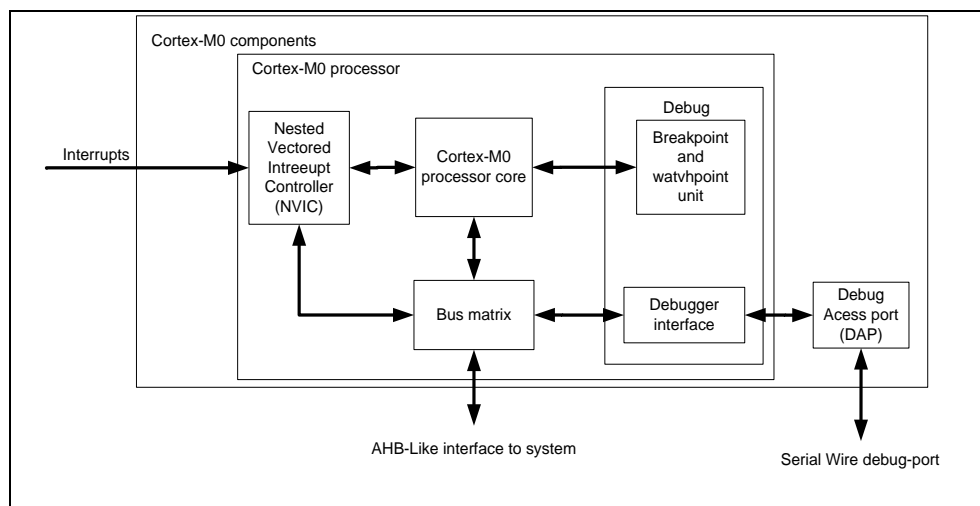 Cortex-M0 components
Cortex-M0 processor
Debug
Interrupts
Nested
Vectored
Intreeupt
Controller
(NVIC)
Cortex-M0
processor core
Breakpoint
and
watvhpoint
unit
Bus matrix
Debugger
interface
Debug
Acess port
(DAP)
AHB-Like interface to system
Serial Wire debug-port